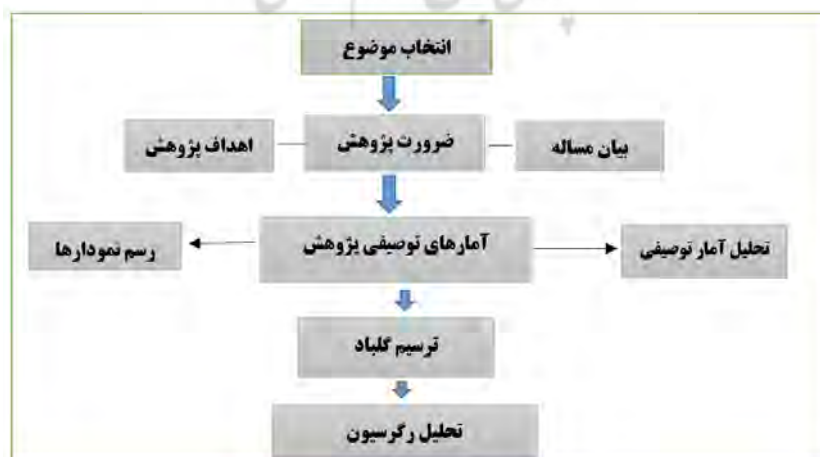 انتخاب موضوع
بیان مساله
ضرورت پژوهش
اهداف پژوهش
تحلیل آمار توصیفی
آمارهای توصیفی پژوهش
رسم نمودارها
ترسیم گلباد
تحلیل رگرسیون